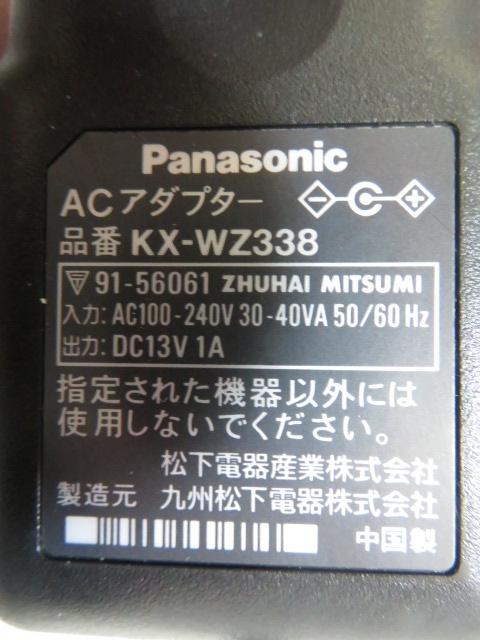 Panasonic
ACアダプター
品番 KX-WZ338
91-56061 ZHUHAI MITSUMI
入力: AC100-240V 30-40VA 50/60Hz
出力: DC13V 1A
指定された機器以外には
使用しないでください。
松下電器産業株式会社
製造元 九州松下電器株式会社
中国製